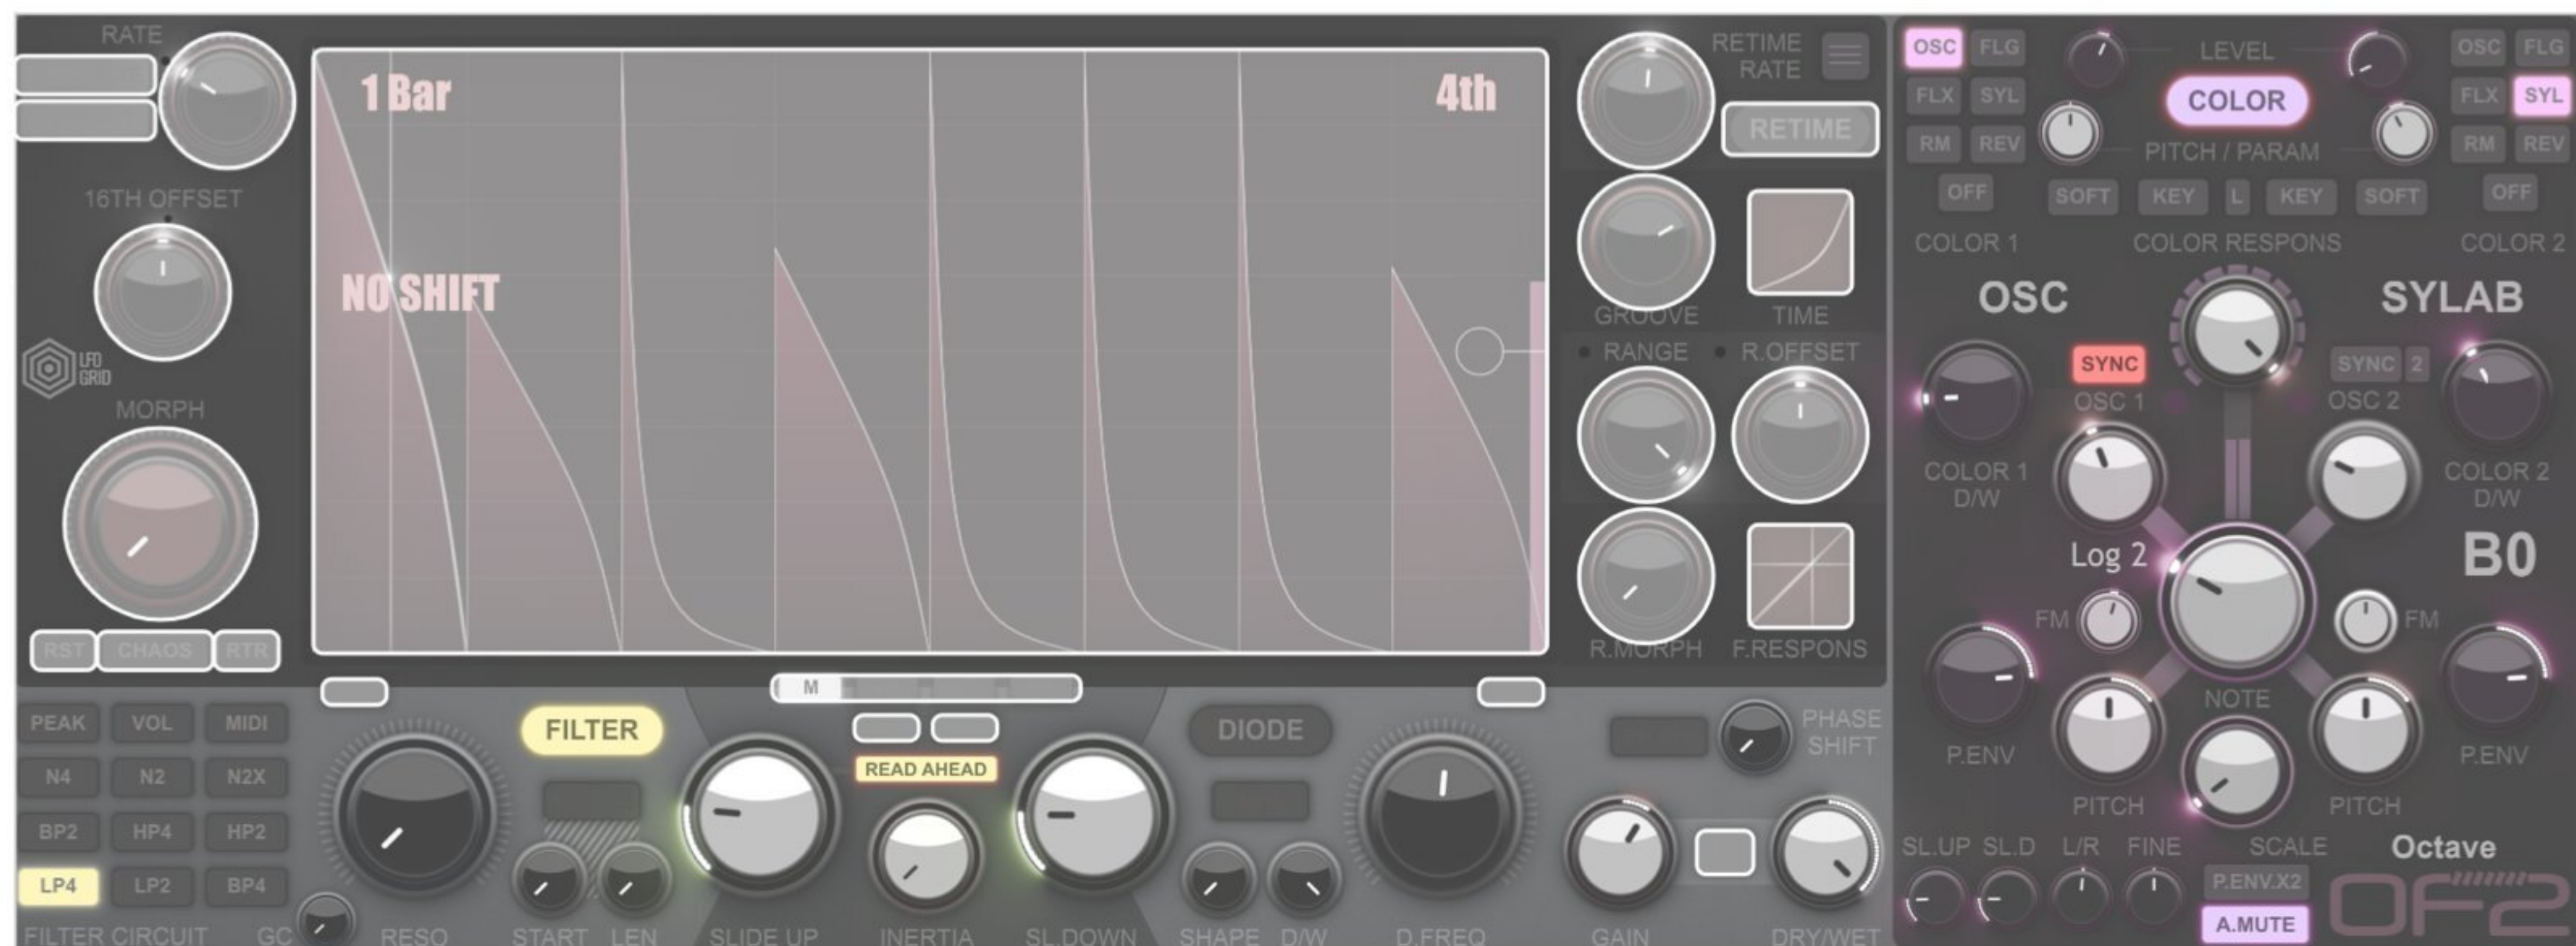 RATE
16TH OFFSET
LFO
GRID
MORPH
RST CHAOS RTR
1 Bar
4th
NO SHIFT
RETIME
RATE
RETIME
GROOVE TIME
RANGE R.OFFSET
R.MORPH F.RESPONS
PEAK VOL MIDI
N4 N2 N2X
BP2 HP4 HP2
LP4 LP2 BP4
FILTER CIRCUIT GC RESO
FILTER
START LEN
SLIDE UP
M
READ AHEAD
INERTIA
SL.DOWN
DIODE
SHAPE D/W
D.FREQ
PHASE
SHIFT
GAIN
DRY/WET
OSC FLG LEVEL OSC FLG
FLX SYL COLOR FLX SYL
RM REV PITCH / PARAM RM REV
OFF SOFT KEY L KEY SOFT OFF
COLOR 1 COLOR RESPONS COLOR 2
OSC SYLAB
SYNC SYNC 2
OSC 1 OSC 2
COLOR 1 COLOR 2
D/W D/W
Log 2 B0
FM FM
NOTE
P.ENV P.ENV
PITCH PITCH
SL.UP SL.D L/R FINE SCALE Octave
P.ENV.X2
A.MUTE
OF2